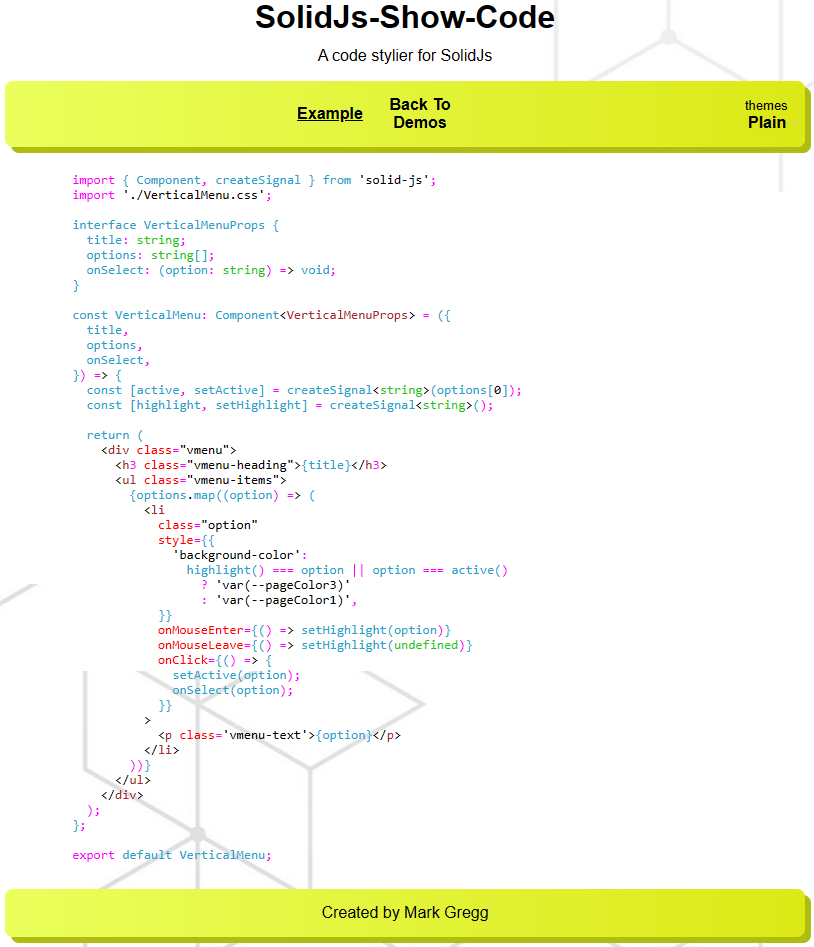 SolidJs-Show-Code
A code stylier for SolidJs
Example
Back To
Demos
themes
Plain
import { Component, createSignal } from 'solid-js';
import './VerticalMenu.css';
interface VerticalMenuProps {
  title: string;
  options: string[];
  onSelect: (option: string) => void;
}
const VerticalMenu: Component<VerticalMenuProps> = ({
  title,
  options,
  onSelect,
}) => {
  const [active, setActive] = createSignal<string>(options[0]);
  const [highlight, setHighlight] = createSignal<string>();
  return (
    <div class="vmenu">
      <h3 class="vmenu-heading">{title}</h3>
      <ul class="vmenu-items">
        {options.map((option) => (
          <li
            class="option"
            style={{
              'background-color':
                highlight() === option || option === active()
                  ? 'var(--pageColor3)'
                  : 'var(--pageColor1)',
            }}
            onMouseEnter={() => setHighlight(option)}
            onMouseLeave={() => setHighlight(undefined)}
            onClick={() => {
              setActive(option);
              onSelect(option);
            }}
          >
            <p class='vmenu-text'>{option}</p>
          </li>
        ))}
      </ul>
    </div>
  );
};
export default VerticalMenu;
Created by Mark Gregg